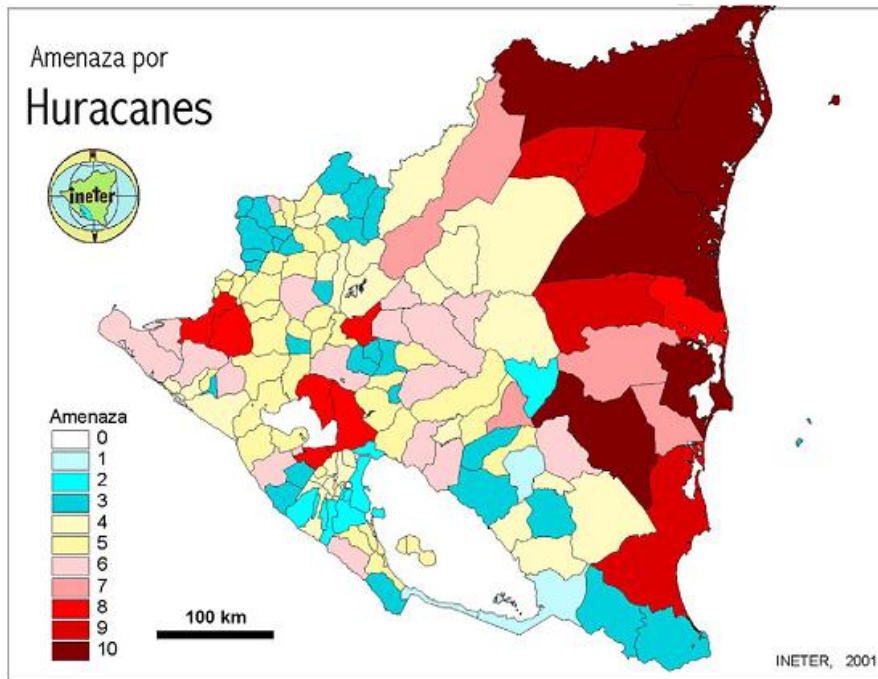 Amenaza por
Huracanes
ineter
Amenaza
0
1
2
3
4
5
6
7
8
9
10
100 km
INETER, 2001